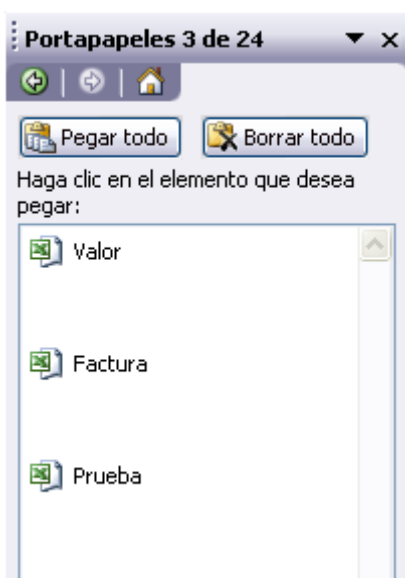 Portapapeles 3 de 24
Pegar todo Borrar todo
Haga clic en el elemento que desea
pegar:
Valor
Factura
Prueba